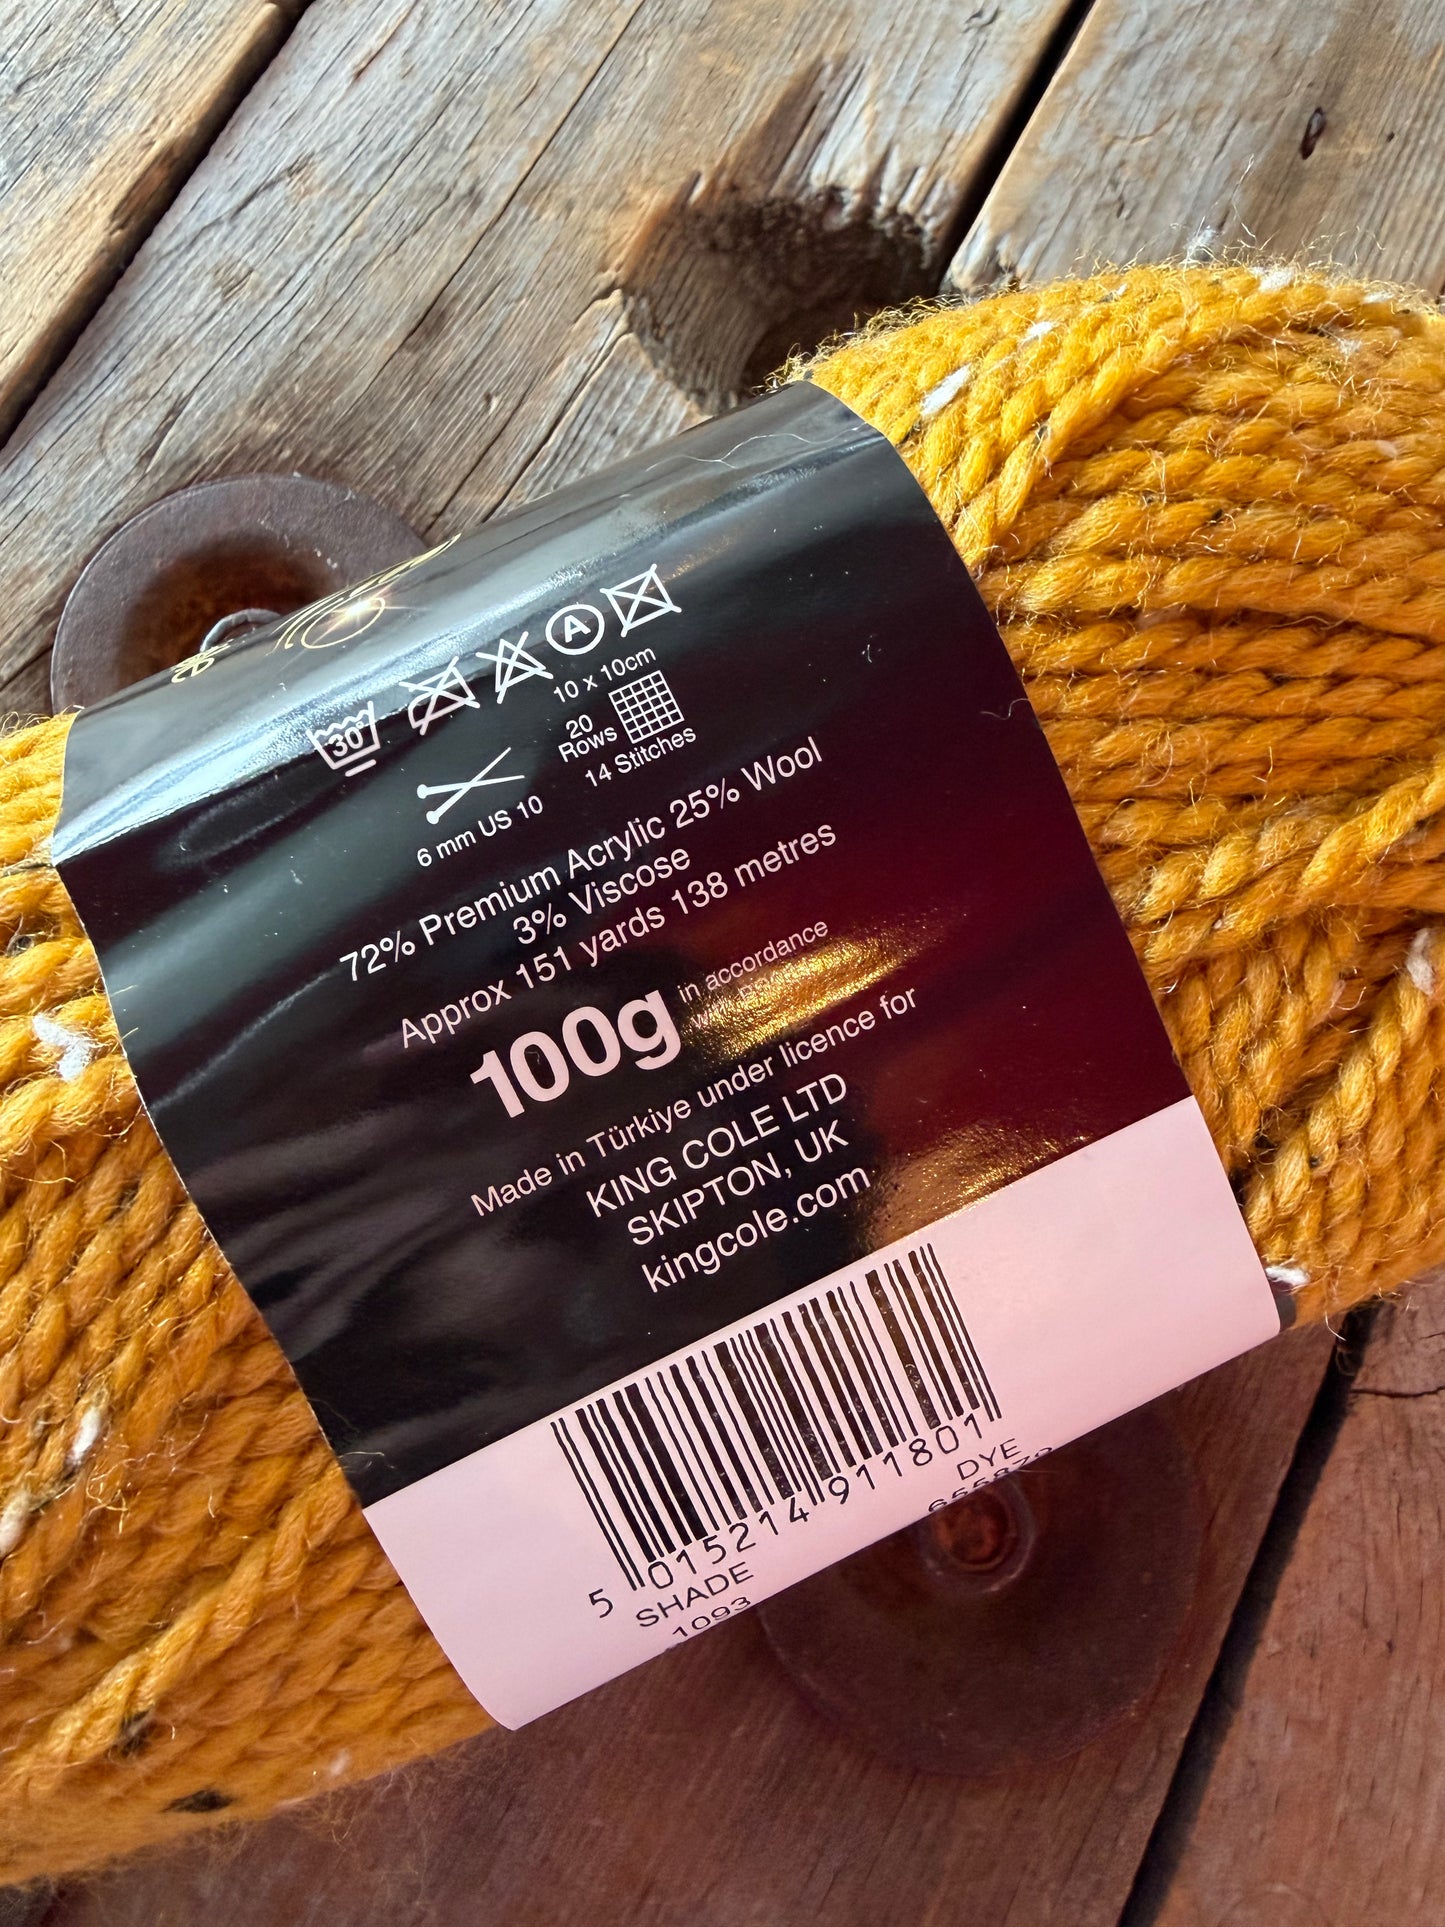 30°
A
10 x 10cm
20
Rows
14 Stitches
6 mm US 10
72% Premium Acrylic 25% Wool
3% Viscose
Approx 151 yards 138 metres
100g
in accordance
with
Made in Türkiye under licence for
KING COLE LTD
SKIPTON, UK
kingcole.com
5 015214 911801
SHADE
1093
DYE